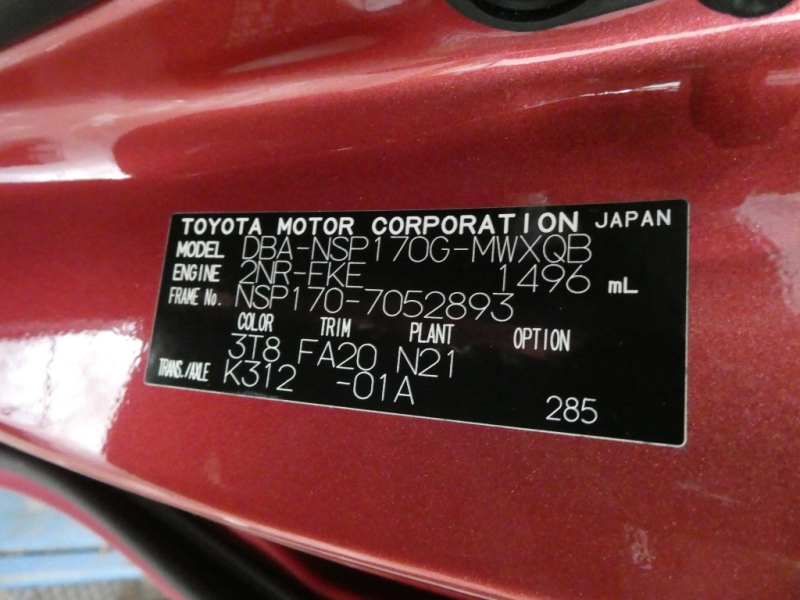 TOYOTA MOTOR CORPORATION JAPAN
MODEL DBA-NSP170G-MWXQB
ENGINE 2NR-FKE 1496 mL
FRAME No. NSP170-7052893
COLOR TRIM PLANT OPTION
3T8 FA20 N21
TRANS./AXLE K312 -01A
285